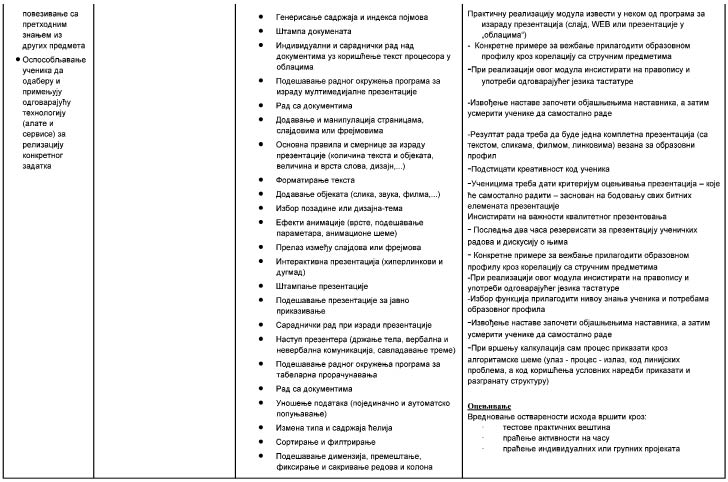 повезивање са
претходним
знањем из
других предмета
● Оспособљавање
ученика да
одаберу и
примењују
одговарајућу
технологију
(алате и
сервисе) за
релизацију
конкретног
задатка
● Генерисање садржаја и индекса појмова
● Штампа докумената
● Индивидуални и сараднички рад над
документима уз коришћење текст процесора у
облацима
● Подешавање радног окружења програма за
израду мултимедијалне презентације
● Рад са документима
● Додавање и манипулација страницама,
слајдовима или фрејмовима
● Основна правила и смернице за израду
презентације (количина текста и објеката,
величина и врста слова, дизајн,...)
● Форматирање текста
● Додавање објеката (слика, звука, филма,...)
● Избор позадине или дизајна-тема
● Ефекти анимације (врсте, подешавање
параметара, анимационе шеме)
● Прелаз између слајдова или фрејмова
● Интерактивна презентација (хиперлинкови и
дугмад)
● Штампање презентације
● Подешавање презентације за јавно
приказивање
● Сараднички рад при изради презентације
● Наступ презентера (држање тела, вербална и
невербална комуникација, савладавање треме)
● Подешавање радног окружења програма за
табеларна прорачунавања
● Рад са документима
● Уношење података (појединачно и аутоматско
попуњавање)
● Измена типа и садржаја ћелија
● Сортирање и филтрирање
● Подешавање димензија, премештање,
фиксирање и сакривање редова и колона
Практичну реализацију модула извести у неком од програма за
изараду презентација (слајд, WEB или презентације у
„облацима“)
- Конкретне примере за вежбање прилагодити образовном
профилу кроз корелацију са стручним предметима
-При реализацији овог модула инсистирати на правопису и
употреби одговарајућег језика тастатуре
-Извођење наставе започети објашњењима наставника, а затим
усмерити ученике да самостално раде
-Резултат рада треба да буде једна комплетна презентација (са
текстом, сликама, филмом, линковима) везана за образовни
профил
-Подстицати креативност код ученика
-Ученицима треба дати критеријум оцењивања презентација – које
ће самостално радити – заснован на бодовању свих битних
елемената презентације
Инсистирати на важности квалитетног презентовања
- Последња два часа резервисати за презентацију ученичких
радова и дискусију о њима
- Конкретне примере за вежбање прилагодити образовном
профилу кроз корелацију са стручним предметима
-При реализацији овог модула инсистирати на правопису и
употреби одговарајућег језика тастатуре
-Избор функција прилагодити нивоу знања ученика и потребама
образовног профила
-Извођење наставе започети објашњењима наставника, а затим
усмерити ученике да самостално раде
-При вршењу калкулација сам процес приказати кроз
алгоритамске шеме (улаз - процес - излаз, код линијских
проблема, а код коришћења условних наредби приказати и
разгранату структуру)
Оцењивање
Вредновање остварености исхода вршити кроз:
· тестове практичних вештина
· праћење активности на часу
· праћење индивидуалних или групних пројеката